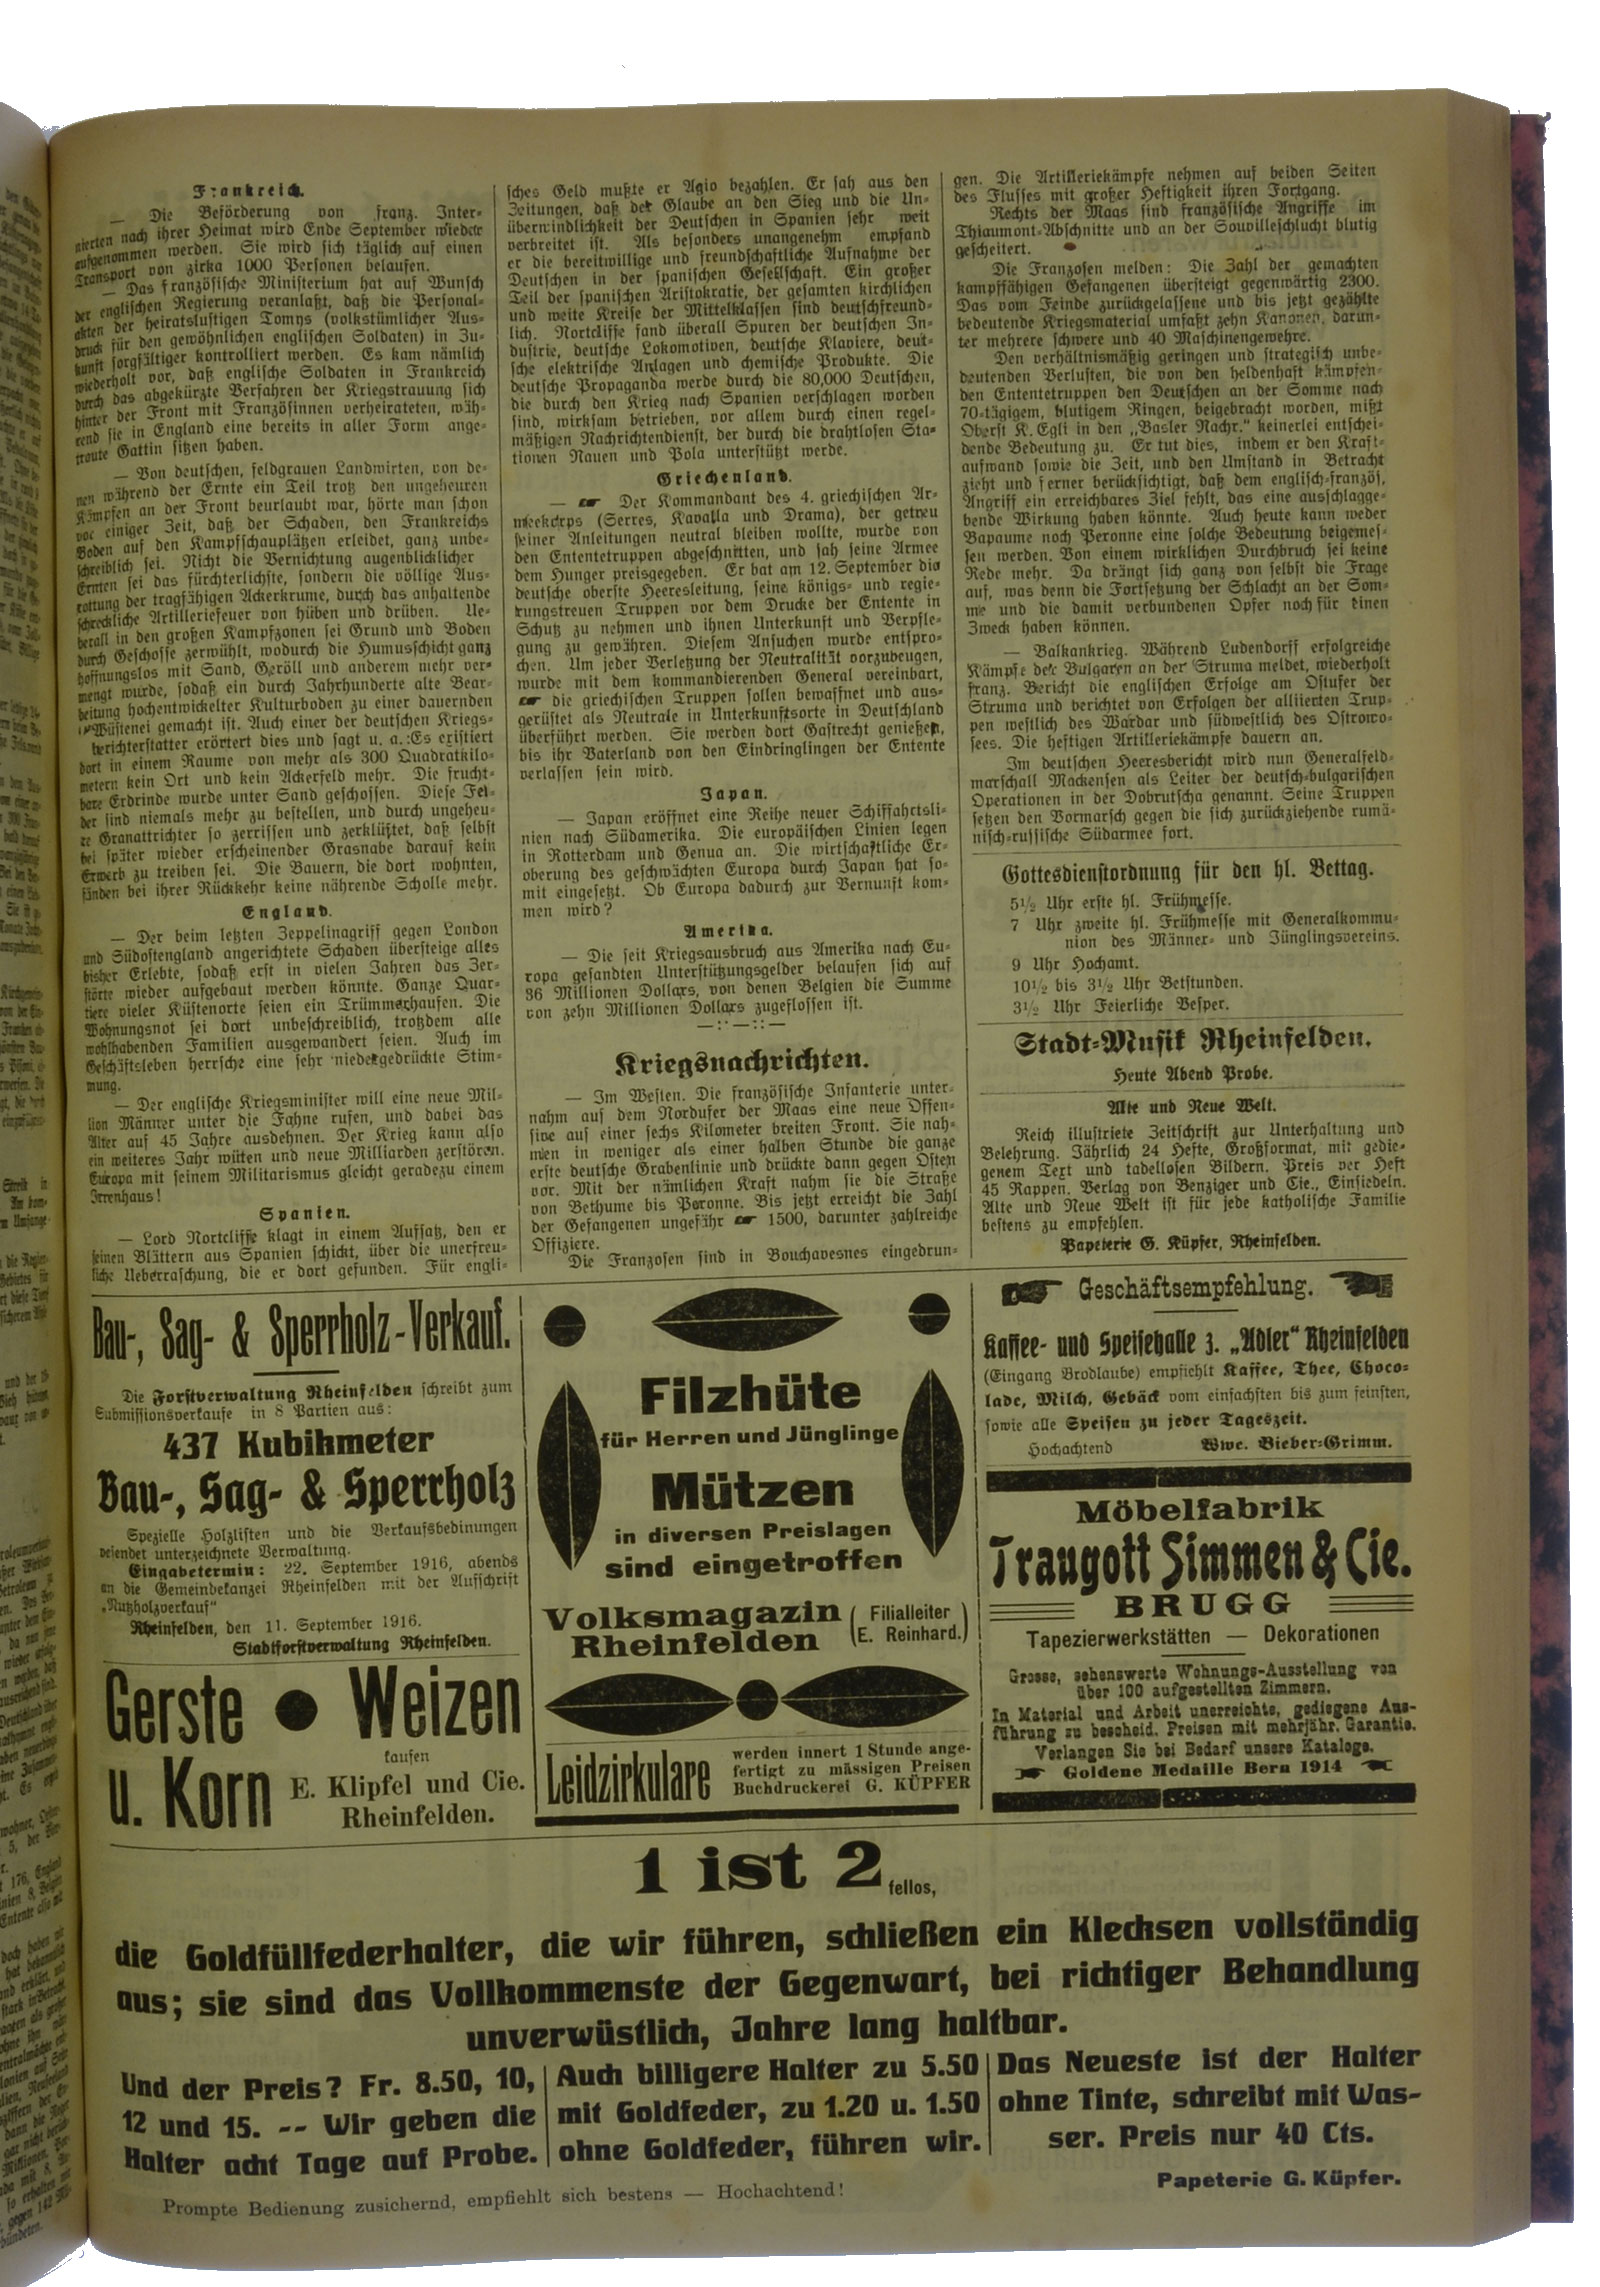 Frankreich.
— Die Beförderung von franz. Inter-
nierten nach ihrer Heimat wird Ende September wieder
aufgenommen werden. Sie wird sich täglich auf einen
Transport von zirka 1000 Personen belaufen.
— Das französische Ministerium hat auf Wunsch
der englischen Regierung veranlaßt, daß die Personal-
akten der heiratslustigen Tomys (volkstümlicher Aus-
druck für den gewöhnlichen englischen Soldaten) in Zu-
kunft sorgfältiger kontrolliert werden. Es kam nämlich
wiederholt vor, daß englische Soldaten in Frankreich
durch das abgekürzte Verfahren der Kriegstrauung sich
hinter der Front mit Französinnen verheirateten, wäh-
rend sie in England eine bereits in aller Form ange-
traute Gattin sitzen haben.
— Von deutschen, feldgrauen Landwirten, von de-
nen während der Ernte ein Teil trotz den ungeheuren
Kämpfen an der Front beurlaubt war, hörte man schon
vor einiger Zeit, daß der Schaden, den Frankreichs
Boden auf den Kampfschauplätzen erleidet, ganz unbe-
schreiblich sei. Nicht die Vernichtung augenblicklicher
Ernten sei das fürchterlichste, sondern die völlige Aus-
rottung der tragfähigen Ackerkrume, durch das anhaltende
schreckliche Artilleriefeuer von hüben und drüben. Ue-
berall in den großen Kampfzonen sei Grund und Boden
durch Geschosse zerwühlt, wodurch die Humusschicht ganz
hoffnungslos mit Sand, Geröll und anderem mehr ver-
mengt wurde, sodaß ein durch Jahrhunderte alte Bear-
beitung hochentwickelter Kulturboden zu einer dauernden
Wüstenei gemacht ist. Auch einer der deutschen Kriegs-
berichterstatter erörtert dies und sagt u. a.: Es existiert
dort in einem Raume von mehr als 300 Quadratkilo-
metern kein Ort und kein Ackerfeld mehr. Die frucht-
bare Erdrinde wurde unter Sand geschossen. Diese Fel-
der sind niemals mehr zu bestellen, und durch ungeheu-
re Granattrichter so zerrissen und zerklüftet, daß selbst
bei später wieder erscheinender Grasnabe darauf kein
Erwerb zu treiben sei. Die Bauern, die dort wohnten,
fänden bei ihrer Rückkehr keine nährende Scholle mehr.
England.
— Der beim letzten Zeppelinagriff gegen London
und Südostengland angerichtete Schaden übersteige alles
bisher Erlebte, sodaß erst in vielen Jahren das Zer-
störte wieder aufgebaut werden könnte. Ganze Quar-
tiere vieler Küstenorte seien ein Trümmerhaufen. Die
Wohnungsnot sei dort unbeschreiblich, trotzdem alle
wohlhabenden Familien ausgewandert seien. Auch im
Geschäftsleben herrsche eine sehr niedergedrückte Stim-
mung.
— Der englische Kriegsminister will eine neue Mil-
lion Männer unter die Fahne rufen, und dabei das
Alter auf 45 Jahre ausdehnen. Der Krieg kann also
ein weiteres Jahr wüten und neue Milliarden zerstören.
Europa mit seinem Militarismus gleicht geradezu einem
Irrenhaus!
Spanien.
— Lord Nortcliffe klagt in einem Aufsatz, den er
seinen Blättern aus Spanien schickt, über die unerfreu-
liche Ueberraschung, die er dort gefunden. Für engli-
sches Geld mußte er Agio bezahlen. Er sah aus den
Zeitungen, daß der Glaube an den Sieg und die Un-
überwindlichkeit der Deutschen in Spanien sehr weit
verbreitet ist. Als besonders unangenehm empfand
er die bereitwillige und freundschaftliche Aufnahme der
Deutschen in der spanischen Gesellschaft. Ein großer
Teil der spanischen Aristokratie, der gesamten kirchlichen
und weite Kreise der Mittelklassen sind deutschfreund-
lich. Nortcliffe fand überall Spuren der deutschen In-
dustrie, deutsche Lokomotiven, deutsche Klaviere, deut-
sche elektrische Anlagen und chemische Produkte. Die
deutsche Propaganda werde durch die 80,000 Deutschen,
die durch den Krieg nach Spanien verschlagen worden
sind, wirksam betrieben, vor allem durch einen regel-
mäßigen Nachrichtendienst, der durch die drahtlosen Sta-
tionen Nauen und Pola unterstützt werde.
Griechenland.
— ☞ Der Kommandant des 4. griechischen Ar-
meekorps (Serres, Kavalla und Drama), der getreu
seiner Anleitungen neutral bleiben wollte, wurde von
den Ententetruppen abgeschnitten, und sah seine Armee
dem Hunger preisgegeben. Er bat am 12. September die
deutsche oberste Heeresleitung, seine königs- und regie-
rungstreuen Truppen vor dem Drucke der Entente in
Schutz zu nehmen und ihnen Unterkunft und Verpfle-
gung zu gewähren. Diesem Ansuchen wurde entspro-
chen. Um jeder Verletzung der Neutralität vorzubeugen,
wurde mit dem kommandierenden General vereinbart,
☞ die griechischen Truppen sollen bewaffnet und aus-
gerüstet als Neutrale in Unterkunftsorte in Deutschland
überführt werden. Sie werden dort Gastrecht genießen,
bis ihr Vaterland von den Eindringlingen der Entente
verlassen sein wird.
Japan.
— Japan eröffnet eine Reihe neuer Schiffahrtsli-
nien nach Südamerika. Die europäischen Linien legen
in Rotterdam und Genua an. Die wirtschaftliche Er-
oberung des geschwächten Europa durch Japan hat so-
mit eingesetzt. Ob Europa dadurch zur Vernunft kom-
men wird?
Amerika.
— Die seit Kriegsausbruch aus Amerika nach Eu-
ropa gesandten Unterstützungsgelder belaufen sich auf
36 Millionen Dollars, von denen Belgien die Summe
von zehn Millionen Dollars zugeflossen ist.
Kriegsnachrichten.
— Im Westen. Die französische Infanterie unter-
nahm auf dem Nordufer der Maas eine neue Offen-
sive auf einer sechs Kilometer breiten Front. Sie nah-
men in weniger als einer halben Stunde die ganze
erste deutsche Grabenlinie und drückte dann gegen Osten
vor. Mit der nämlichen Kraft nahm sie die Straße
von Bethume bis Peronne. Bis jetzt erreicht die Zahl
der Gefangenen ungefähr ☞ 1500, darunter zahlreiche
Offiziere.
Die Franzosen sind in Bouchavesnes eingedrun-
gen. Die Artilleriekämpfe nehmen auf beiden Seiten
des Flusses mit großer Heftigkeit ihren Fortgang.
Rechts der Maas sind französische Angriffe im
Thiaumont-Abschnitte und an der Souvilleschlucht blutig
gescheitert.
Die Franzosen melden: Die Zahl der gemachten
kampffähigen Gefangenen übersteigt gegenwärtig 2300.
Das vom Feinde zurückgelassene und bis jetzt gezählte
bedeutende Kriegsmaterial umfaßt zehn Kanonen, darun-
ter mehrere schwere und 40 Maschinengewehre.
Den verhältnismäßig geringen und strategisch unbe-
deutenden Verlusten, die von den heldenhaft kämpfen-
den Ententetruppen den Deutschen an der Somme nach
70-tägigem, blutigem Ringen, beigebracht worden, mißt
Oberst K. Egli in den „Basler Nachr.“ keinerlei entschei-
dende Bedeutung zu. Er tut dies, indem er den Kraft-
aufwand sowie die Zeit, und den Umstand in Betracht
zieht und ferner berücksichtigt, daß dem englisch-französ.
Angriff ein erreichbares Ziel fehlt, das eine ausschlagge-
bende Wirkung haben könnte. Auch heute kann weder
Bapaume noch Peronne eine solche Bedeutung beigemes-
sen werden. Von einem wirklichen Durchbruch sei keine
Rede mehr. Da drängt sich ganz von selbst die Frage
auf, was denn die Fortsetzung der Schlacht an der Som-
me und die damit verbundenen Opfer noch für einen
Zweck haben können.
— Balkankrieg. Während Ludendorff erfolgreiche
Kämpfe der Bulgaren an der Struma meldet, wiederholt
franz. Bericht die englischen Erfolge am Ostufer der
Struma und berichtet von Erfolgen der alliierten Trup-
pen westlich des Wardar und südwestlich des Ostrowo-
sees. Die heftigen Artilleriekämpfe dauern an.
Im deutschen Heeresbericht wird nun Generalfeld-
marschall Mackensen als Leiter der deutsch-bulgarischen
Operationen in der Dobrutscha genannt. Seine Truppen
setzen den Vormarsch gegen die sich zurückziehende rumä-
nisch-russische Südarmee fort.
Gottesdienstordnung für den hl. Bettag.
5½ Uhr erste hl. Frühmesse.
7 Uhr zweite hl. Frühmesse mit Generalkommu-
nion des Männer- und Jünglingsvereins.
9 Uhr Hochamt.
10½ bis 3½ Uhr Betstunden.
3½ Uhr Feierliche Vesper.
Stadt-Musik Rheinfelden.
Heute Abend Probe.
Alte und Neue Welt.
Reich illustriete Zeitschrift zur Unterhaltung und
Belehrung. Jährlich 24 Hefte, Großformat, mit gedie-
genem Text und tadellosen Bildern. Preis per Heft
45 Rappen. Verlag von Benziger und Cie., Einsiedeln.
Alte und Neue Welt ist für jede katholische Familie
bestens zu empfehlen.
Papeterie G. Küpfer, Rheinfelden.
Bau-, Sag- & Sperrholz-Verkauf.
Die Forstverwaltung Rheinfelden schreibt zum
Submissionsverkaufe in 8 Partien aus:
437 Kubikmeter
Bau-, Sag- & Sperrholz
Spezielle Holzlisten und die Verkaufsbedinungen
versendet unterzeichnete Verwaltung.
Eingabetermin: 22. September 1916, abends
an die Gemeindekanzei Rheinfelden mit der Aufschrift
„Nutzholzverkauf“
Rheinfelden, den 11. September 1916.
Stadtforstverwaltung Rheinfelden.
Gerste ● Weizen
u. Korn
kaufen
E. Klipfel und Cie.
Rheinfelden.
Filzhüte
für Herren und Jünglinge
Mützen
in diversen Preislagen
sind eingetroffen
Volksmagazin
Rheinfelden
(Filialleiter
E. Reinhard.)
Leidzirkulare
werden innert 1 Stunde ange-
fertigt zu mässigen Preisen
Buchdruckerei G. KÜPFER
Geschäftsempfehlung.
Kaffee- und Speisehalle z. „Adler“ Rheinfelden
(Eingang Brodlaube) empfiehlt Kaffee, Thee, Choco-
lade, Milch, Gebäck vom einfachsten bis zum feinsten,
sowie alle Speisen zu jeder Tageszeit.
Hochachtend Wwe. Bieber-Grimm.
Möbelfabrik
Traugott Simmen & Cie.
BRUGG
Tapezierwerkstätten — Dekorationen
Grosse, sehenswerte Wohnungs-Ausstellung von
über 100 aufgestellten Zimmern.
In Material und Arbeit unerreichte, gediegene Aus-
führung zu bescheid. Preisen mit mehrjähr. Garantie.
Verlangen Sie bei Bedarf unsere Kataloge.
Goldene Medaille Bern 1914
1 ist 2fellos,
die Goldfüllfederhalter, die wir führen, schließen ein Klecksen vollständig
aus; sie sind das Vollkommenste der Gegenwart, bei richtiger Behandlung
unverwüstlich, Jahre lang haltbar.
Und der Preis? Fr. 8.50, 10,
12 und 15. -- Wir geben die
Halter acht Tage auf Probe.
Auch billigere Halter zu 5.50
mit Goldfeder, zu 1.20 u. 1.50
ohne Goldfeder, führen wir.
Das Neueste ist der Halter
ohne Tinte, schreibt mit Was-
ser. Preis nur 40 Cts.
Papeterie G. Küpfer.
Prompte Bedienung zusichernd, empfiehlt sich bestens — Hochachtend!